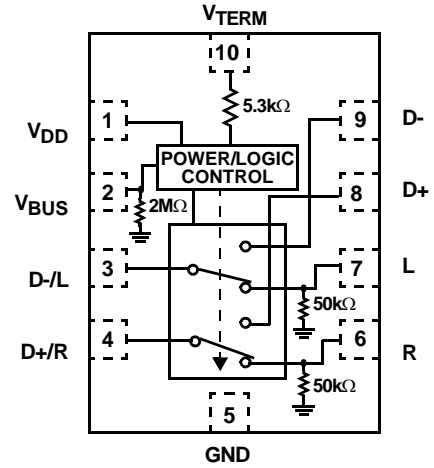 VTERM
10
5.3kΩ
1
9
D-
VDD
POWER/LOGIC
CONTROL
2
8
D+
VBUS
2MΩ
3
7
L
D-/L
50kΩ
4
6
D+/R
R
50kΩ
5
GND